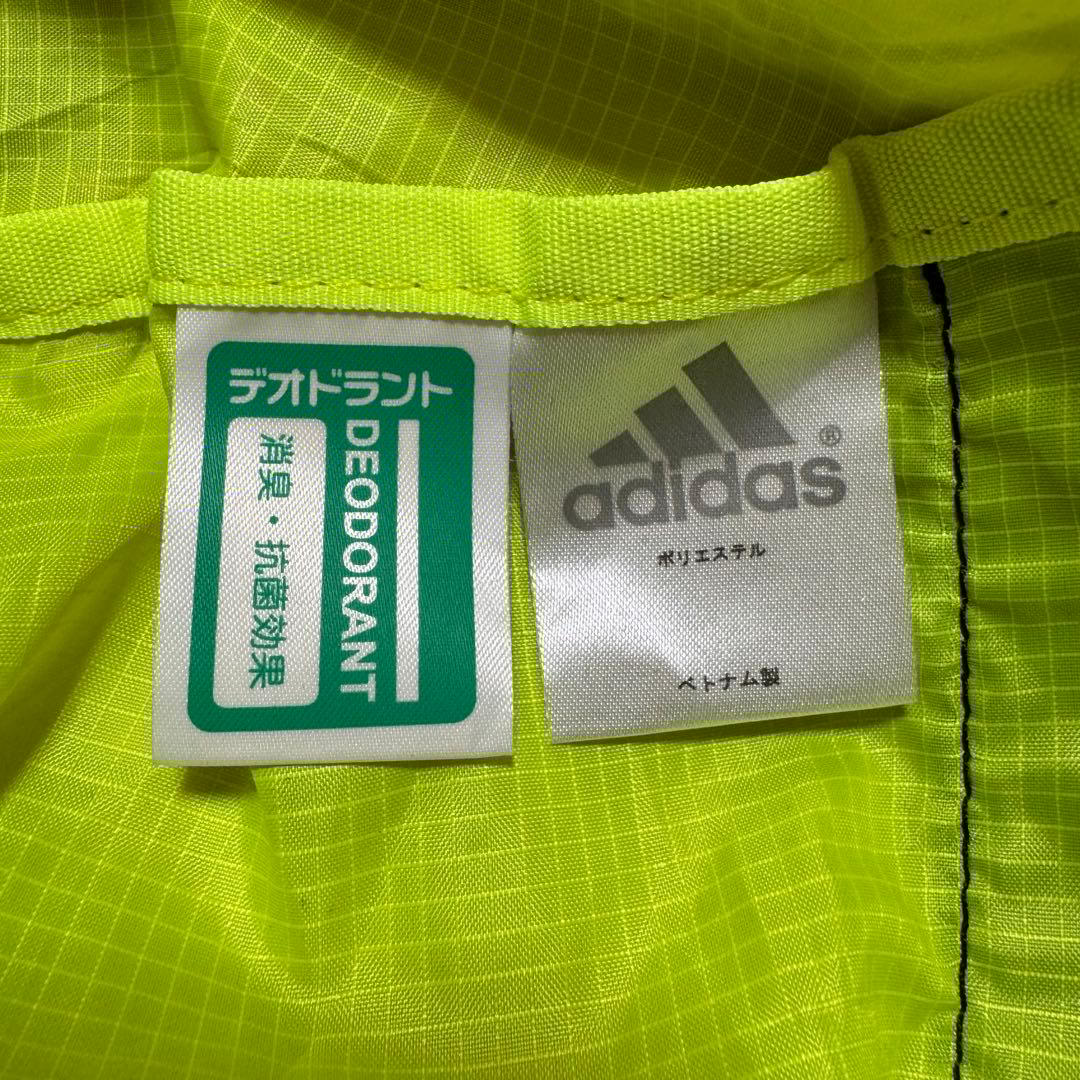 デオドラント
DEODORANT
消臭・抗菌効果
adidas®
ポリエステル
ベトナム製